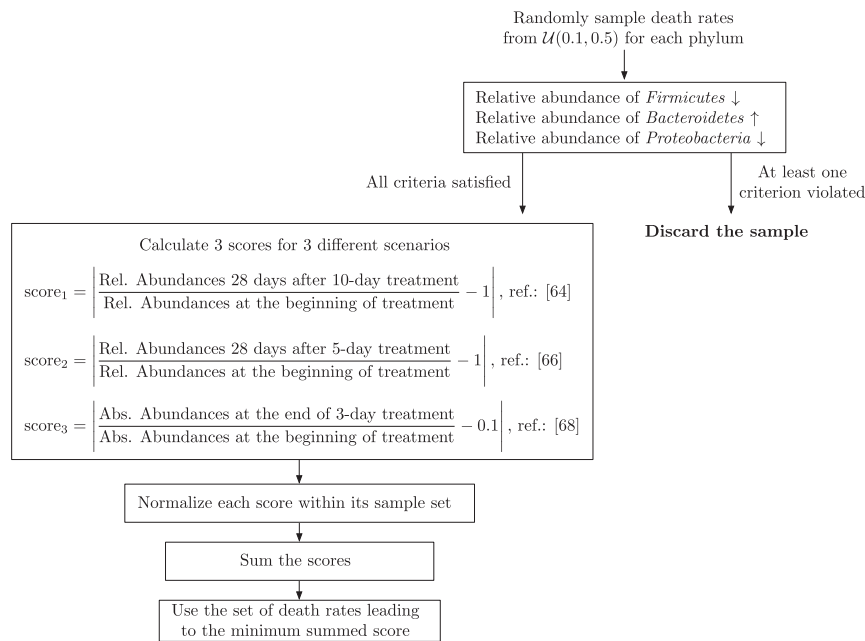 Randomly sample death rates
from U(0.1, 0.5) for each phylum
Relative abundance of Firmicutes ↓
Relative abundance of Bacteroidetes ↑
Relative abundance of Proteobacteria ↓
All criteria satisfied
At least one
criterion violated
Discard the sample
Calculate 3 scores for 3 different scenarios
score₁ = | Rel. Abundances 28 days after 10-day treatment / Rel. Abundances at the beginning of treatment − 1 | , ref.: [64]
score₂ = | Rel. Abundances 28 days after 5-day treatment / Rel. Abundances at the beginning of treatment − 1 | , ref.: [66]
score₃ = | Abs. Abundances at the end of 3-day treatment / Abs. Abundances at the beginning of treatment − 0.1 | , ref.: [68]
Normalize each score within its sample set
Sum the scores
Use the set of death rates leading
to the minimum summed score